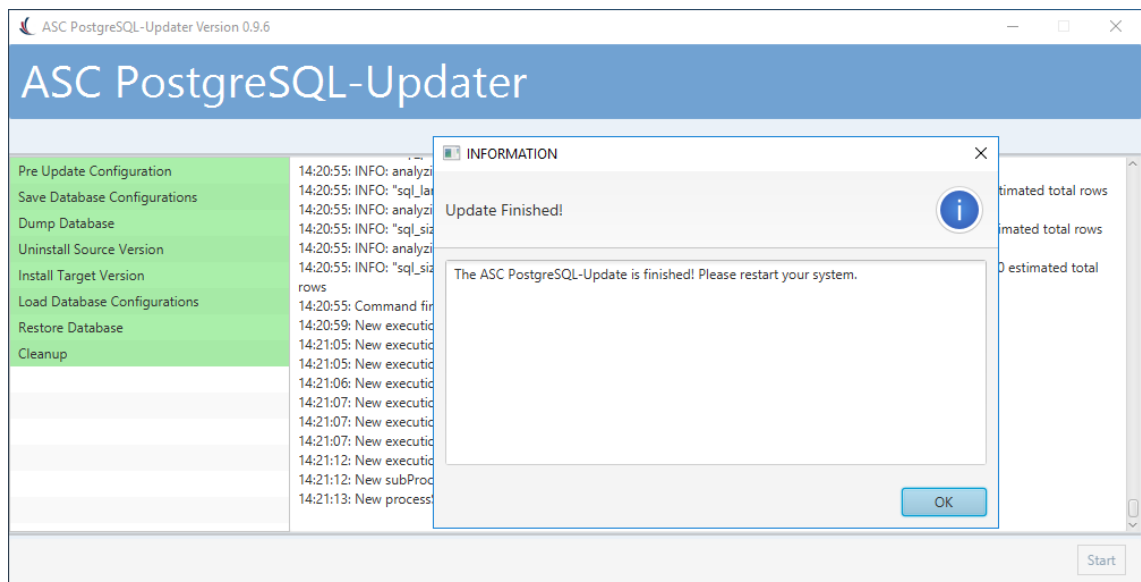 ASC PostgreSQL-Updater Version 0.9.6
ASC PostgreSQL-Updater
Pre Update Configuration
Save Database Configurations
Dump Database
Uninstall Source Version
Install Target Version
Load Database Configurations
Restore Database
Cleanup
14:20:55: INFO: analyzi
14:20:55: INFO: "sql_lan
timated total rows
14:20:55: INFO: analyzi
14:20:55: INFO: "sql_siz
imated total rows
14:20:55: INFO: analyzi
14:20:55: INFO: "sql_siz
0 estimated total
rows
14:20:55: Command fin
14:20:59: New executio
14:21:05: New executio
14:21:05: New executio
14:21:06: New executio
14:21:07: New executio
14:21:07: New executio
14:21:07: New executio
14:21:12: New executio
14:21:12: New subProc
14:21:13: New processS
INFORMATION
Update Finished!
The ASC PostgreSQL-Update is finished! Please restart your system.
OK
Start